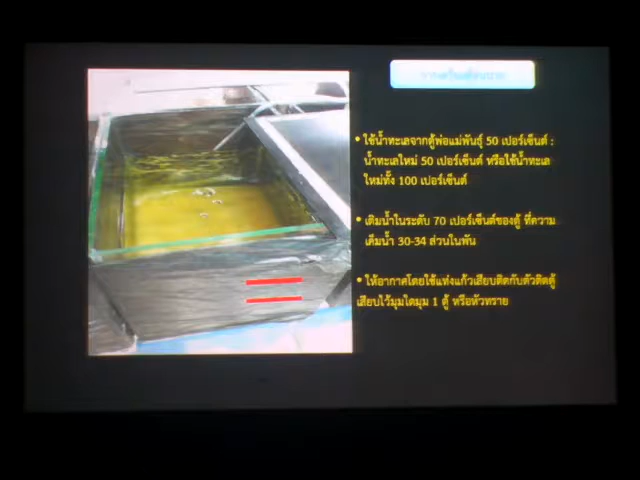 • ใช้น้ำทะเลจากตู้พ่อแม่พันธุ์ 50 เปอร์เซ็นต์ :
น้ำทะเลใหม่ 50 เปอร์เซ็นต์ หรือใช้น้ำทะเล
ใหม่ทั้ง 100 เปอร์เซ็นต์
• เติมน้ำในระดับ 70 เปอร์เซ็นต์ของตู้ ที่ความ
เค็มน้ำ 30-34 ส่วนในพัน
• ให้อากาศโดยใช้แท่งแก้วเสียบติดกับตัวติดตู้
เสียบไว้มุมใดมุม 1 ตู้ หรือหัวทราย